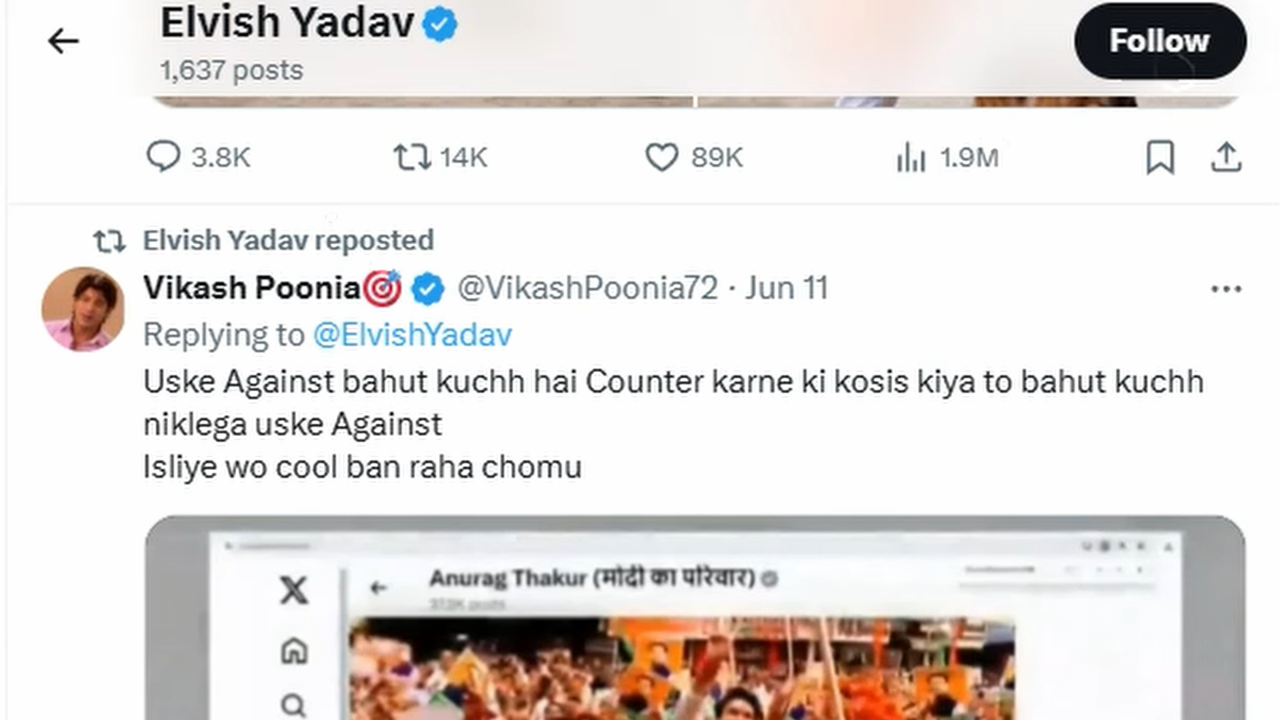 Elvish Yadav
1,637 posts
Follow
3.8K 14K 89K 1.9M
Elvish Yadav reposted
Vikash Poonia🎯 @VikashPoonia72 · Jun 11
Replying to @ElvishYadav
Uske Against bahut kuchh hai Counter karne ki kosis kiya to bahut kuchh
niklega uske Against
Isliye wo cool ban raha chomu
Anurag Thakur (मोदी का परिवार)
posts